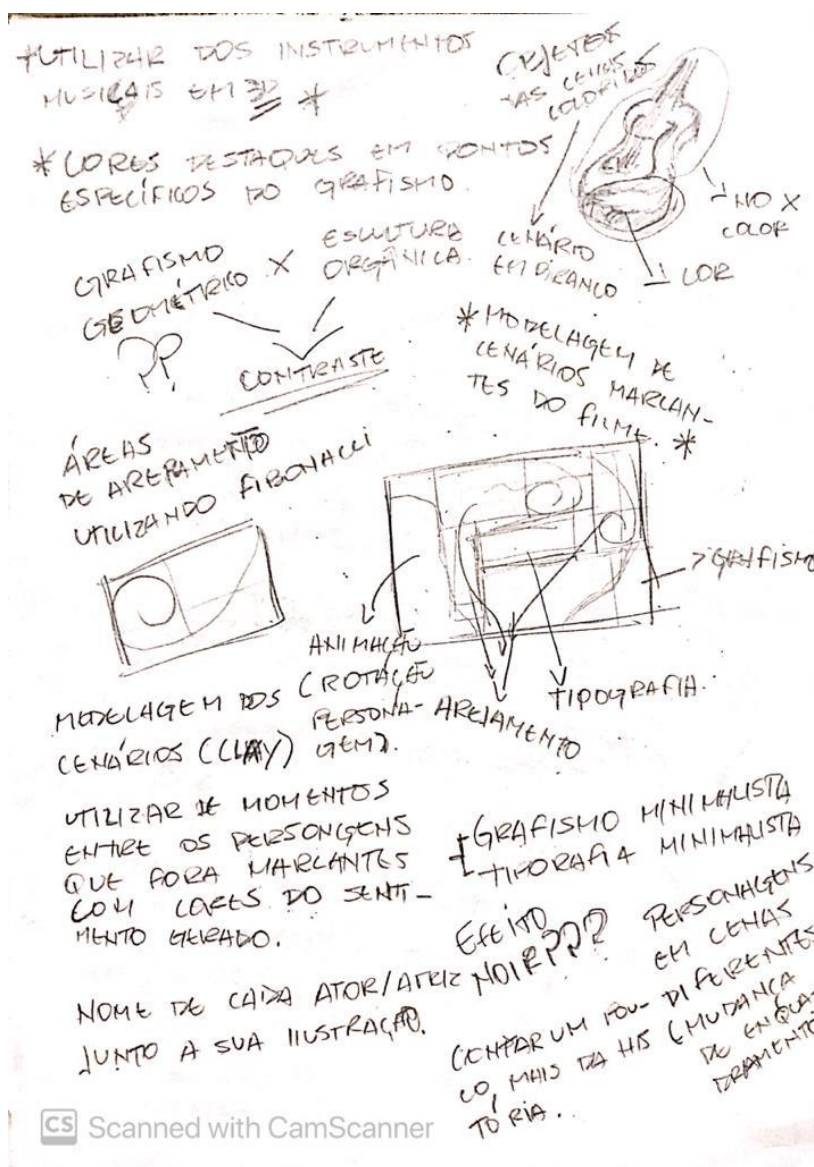 +UTILIZAR DOS INSTRUMENTOS
MUSICAIS EM 3D *
* CORES DESTAQUES EM PONTOS
ESPECÍFICOS DO GRAFISMO.
OBJETOS
NAS CENAS
COLORIDOS
NO X
COLOR
COR
CENÁRIO
EM BRANCO
GRAFISMO
GEOMÉTRICO X ESCULTURA
ORGÂNICA
??
CONTRASTE
* MODELAGEM DE
CENÁRIOS MARCAN-
TES DO FILME. *
ÁREAS
DE
UTILIZANDO FIBONACCI
GRAFISMO
ANIMAÇÃO
(ROTAÇÃO
PERSONA-
GEM).
AREJAMENTO
TIPOGRAFIA.
MODELAGEM DOS
CENÁRIOS (CLAY)
UTILIZAR DE MOMENTOS
ENTRE OS PERSONGENS
QUE FORA MARCANTES
COM CORES DO SENTI-
MENTO GERADO.
NOME DE CADA ATOR/ATRIZ
JUNTO A SUA ILUSTRAÇÃO.
GRAFISMO MINIMALISTA
TIPORAFIA MINIMALISTA
EFEITO
NOIR???
PERSONAGENS
EM CENAS
DIFERENTES
(MUDANÇA
DE ENQUA-
DRAMENTO
CONTAR UM POU-
CO, MAIS DA HIS
TÓRIA.
CS Scanned with CamScanner